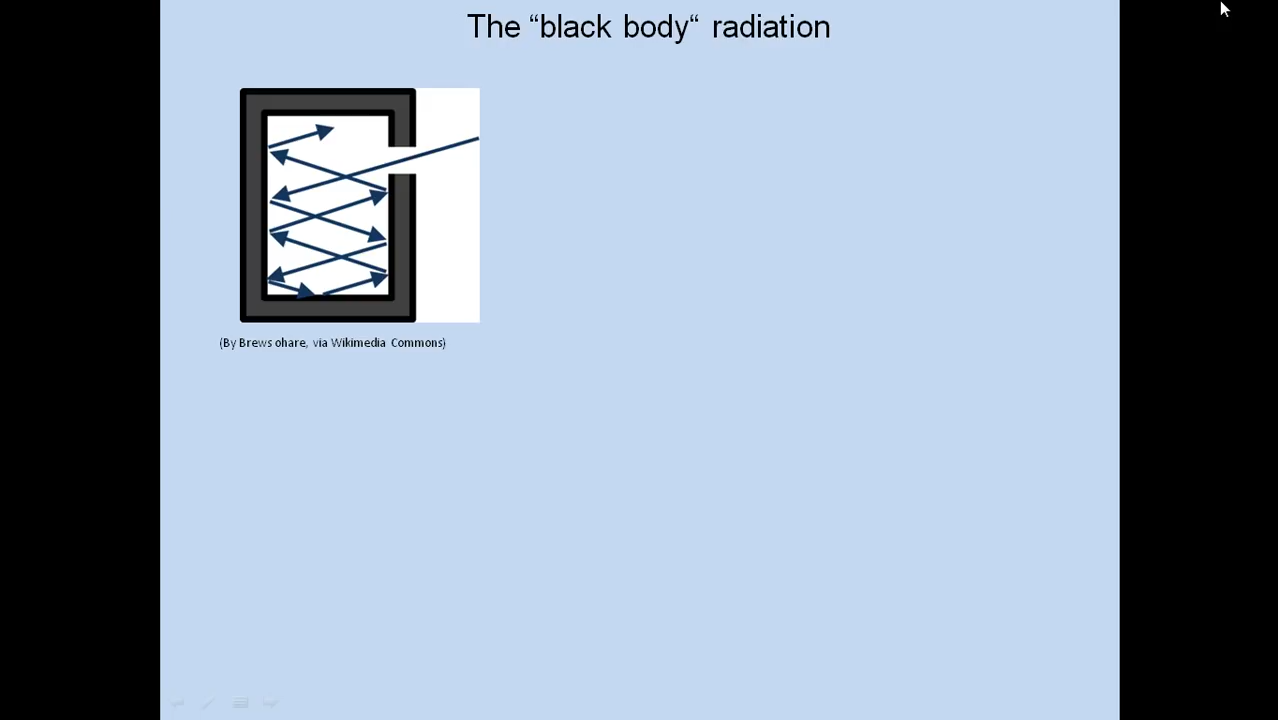 The “black body“ radiation
(By Brews ohare, via Wikimedia Commons)